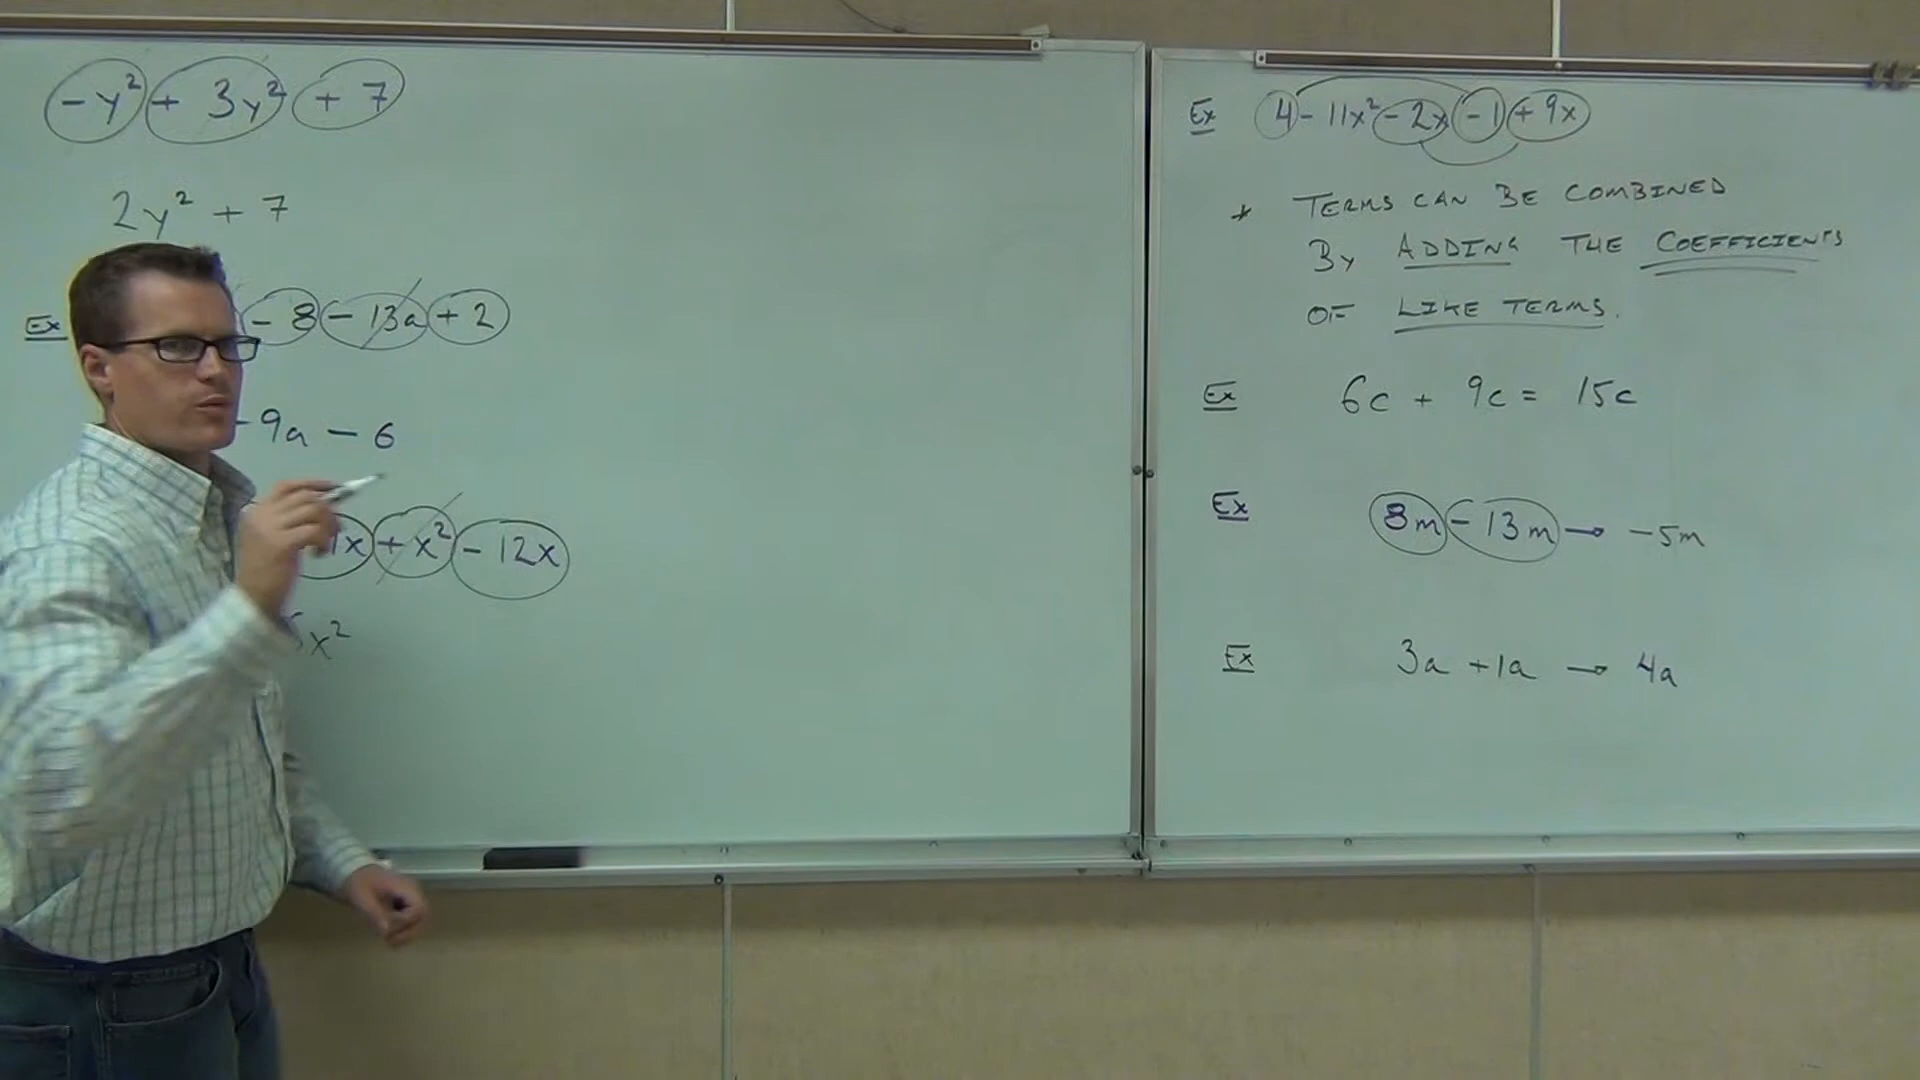 - y² + 3y² + 7
2y² + 7
Ex - 8 - 13a + 2
- 9a - 6
x + x² - 12x
x²
Ex 4 - 11x² - 2x - 1 + 9x
* TERMS CAN BE COMBINED
BY ADDING THE COEFFICIENTS
OF LIKE TERMS.
Ex 6c + 9c = 15c
Ex 8m - 13m → -5m
Ex 3a + 1a → 4a